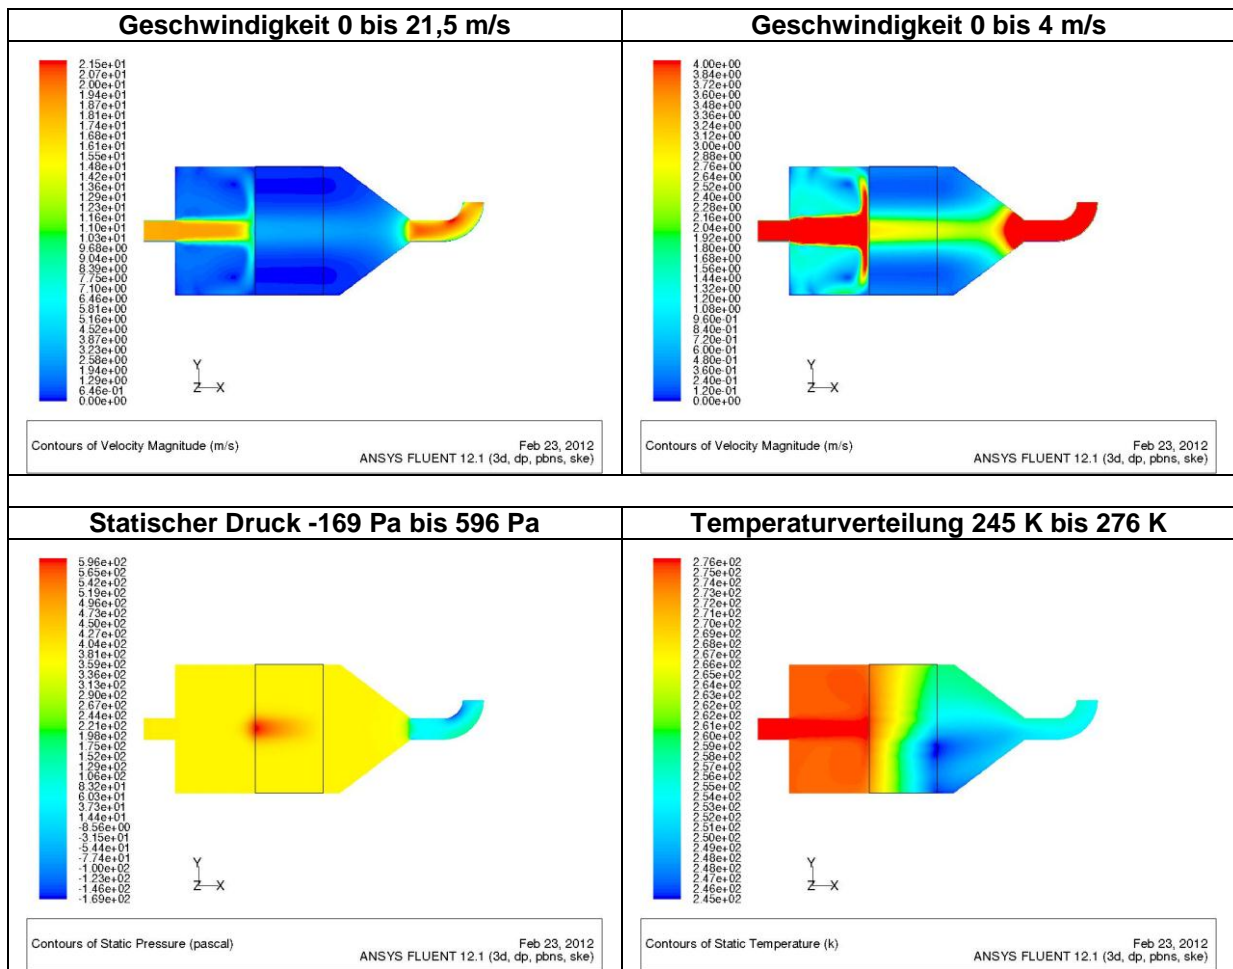 Geschwindigkeit 0 bis 21,5 m/s
2.15e+01
2.07e+01
2.00e+01
1.94e+01
1.87e+01
1.81e+01
1.74e+01
1.68e+01
1.61e+01
1.55e+01
1.48e+01
1.42e+01
1.36e+01
1.29e+01
1.23e+01
1.16e+01
1.10e+01
1.03e+01
9.68e+00
9.04e+00
8.39e+00
7.75e+00
7.10e+00
6.46e+00
5.81e+00
5.16e+00
4.52e+00
3.87e+00
3.23e+00
2.58e+00
1.94e+00
1.29e+00
6.46e-01
0.00e+00
Y
Z X
Contours of Velocity Magnitude (m/s)
Feb 23, 2012
ANSYS FLUENT 12.1 (3d, dp, pbns, ske)
Geschwindigkeit 0 bis 4 m/s
4.00e+00
3.84e+00
3.72e+00
3.60e+00
3.48e+00
3.36e+00
3.24e+00
3.12e+00
3.00e+00
2.88e+00
2.76e+00
2.64e+00
2.52e+00
2.40e+00
2.28e+00
2.16e+00
2.04e+00
1.92e+00
1.80e+00
1.68e+00
1.56e+00
1.44e+00
1.32e+00
1.20e+00
1.08e+00
9.60e-01
8.40e-01
7.20e-01
6.00e-01
4.80e-01
3.60e-01
2.40e-01
1.20e-01
0.00e+00
Y
Z X
Contours of Velocity Magnitude (m/s)
Feb 23, 2012
ANSYS FLUENT 12.1 (3d, dp, pbns, ske)
Statischer Druck -169 Pa bis 596 Pa
5.96e+02
5.65e+02
5.42e+02
5.19e+02
4.96e+02
4.73e+02
4.50e+02
4.27e+02
4.04e+02
3.81e+02
3.59e+02
3.36e+02
3.13e+02
2.90e+02
2.67e+02
2.44e+02
2.21e+02
1.98e+02
1.75e+02
1.52e+02
1.29e+02
1.06e+02
8.32e+01
6.03e+01
3.73e+01
1.44e+01
-8.56e+00
-3.15e+01
-5.44e+01
-7.74e+01
-1.00e+02
-1.23e+02
-1.46e+02
-1.69e+02
Y
Z X
Contours of Static Pressure (pascal)
Feb 23, 2012
ANSYS FLUENT 12.1 (3d, dp, pbns, ske)
Temperaturverteilung 245 K bis 276 K
2.76e+02
2.75e+02
2.74e+02
2.73e+02
2.72e+02
2.71e+02
2.70e+02
2.69e+02
2.68e+02
2.67e+02
2.66e+02
2.65e+02
2.64e+02
2.63e+02
2.62e+02
2.61e+02
2.60e+02
2.59e+02
2.58e+02
2.57e+02
2.56e+02
2.55e+02
2.54e+02
2.53e+02
2.52e+02
2.51e+02
2.50e+02
2.49e+02
2.48e+02
2.47e+02
2.46e+02
2.45e+02
Y
Z X
Contours of Static Temperature (k)
Feb 23, 2012
ANSYS FLUENT 12.1 (3d, dp, pbns, ske)